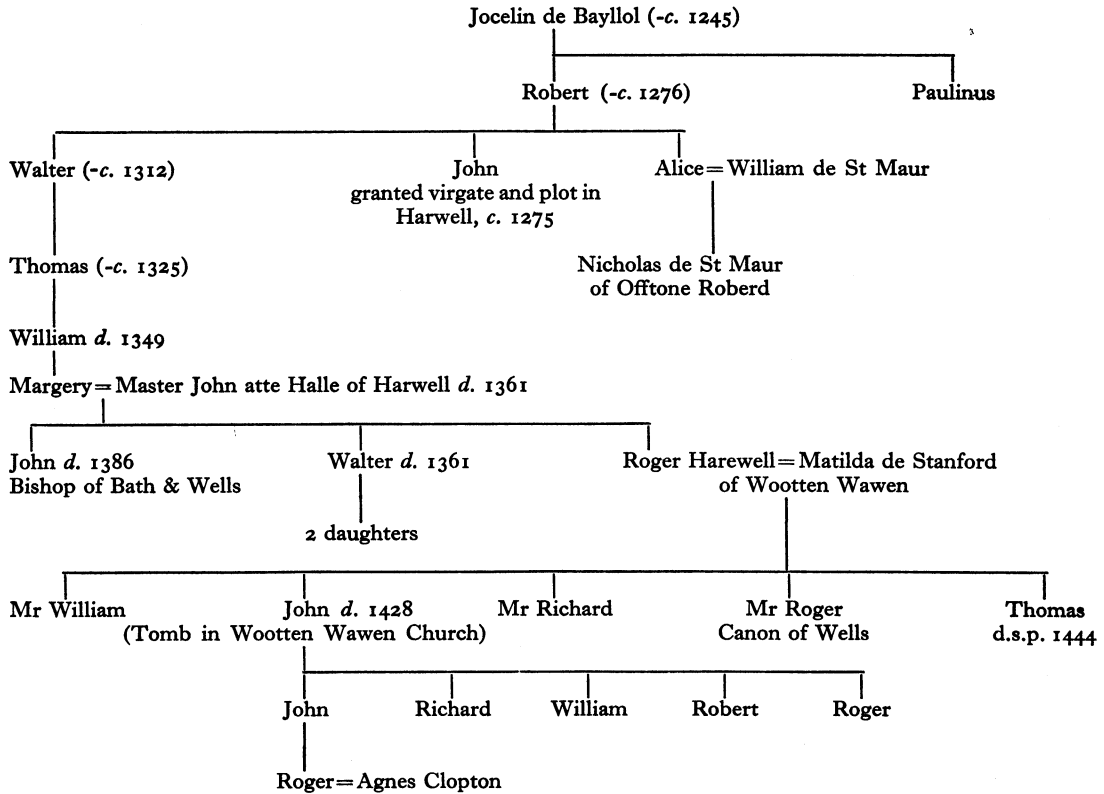 Jocelin de Bayllol (-c. 1245)
Robert (-c. 1276)
Paulinus
Walter (-c. 1312)
John
granted virgate and plot in
Harwell, c. 1275
Alice=William de St Maur
Thomas (-c. 1325)
Nicholas de St Maur
of Offtone Roberd
William d. 1349
Margery=Master John atte Halle of Harwell d. 1361
John d. 1386
Bishop of Bath & Wells
Walter d. 1361
Roger Harewell=Matilda de Stanford
of Wootten Wawen
2 daughters
Mr William
John d. 1428
(Tomb in Wootten Wawen Church)
Mr Richard
Mr Roger
Canon of Wells
Thomas
d.s.p. 1444
John
Richard
William
Robert
Roger
Roger=Agnes Clopton